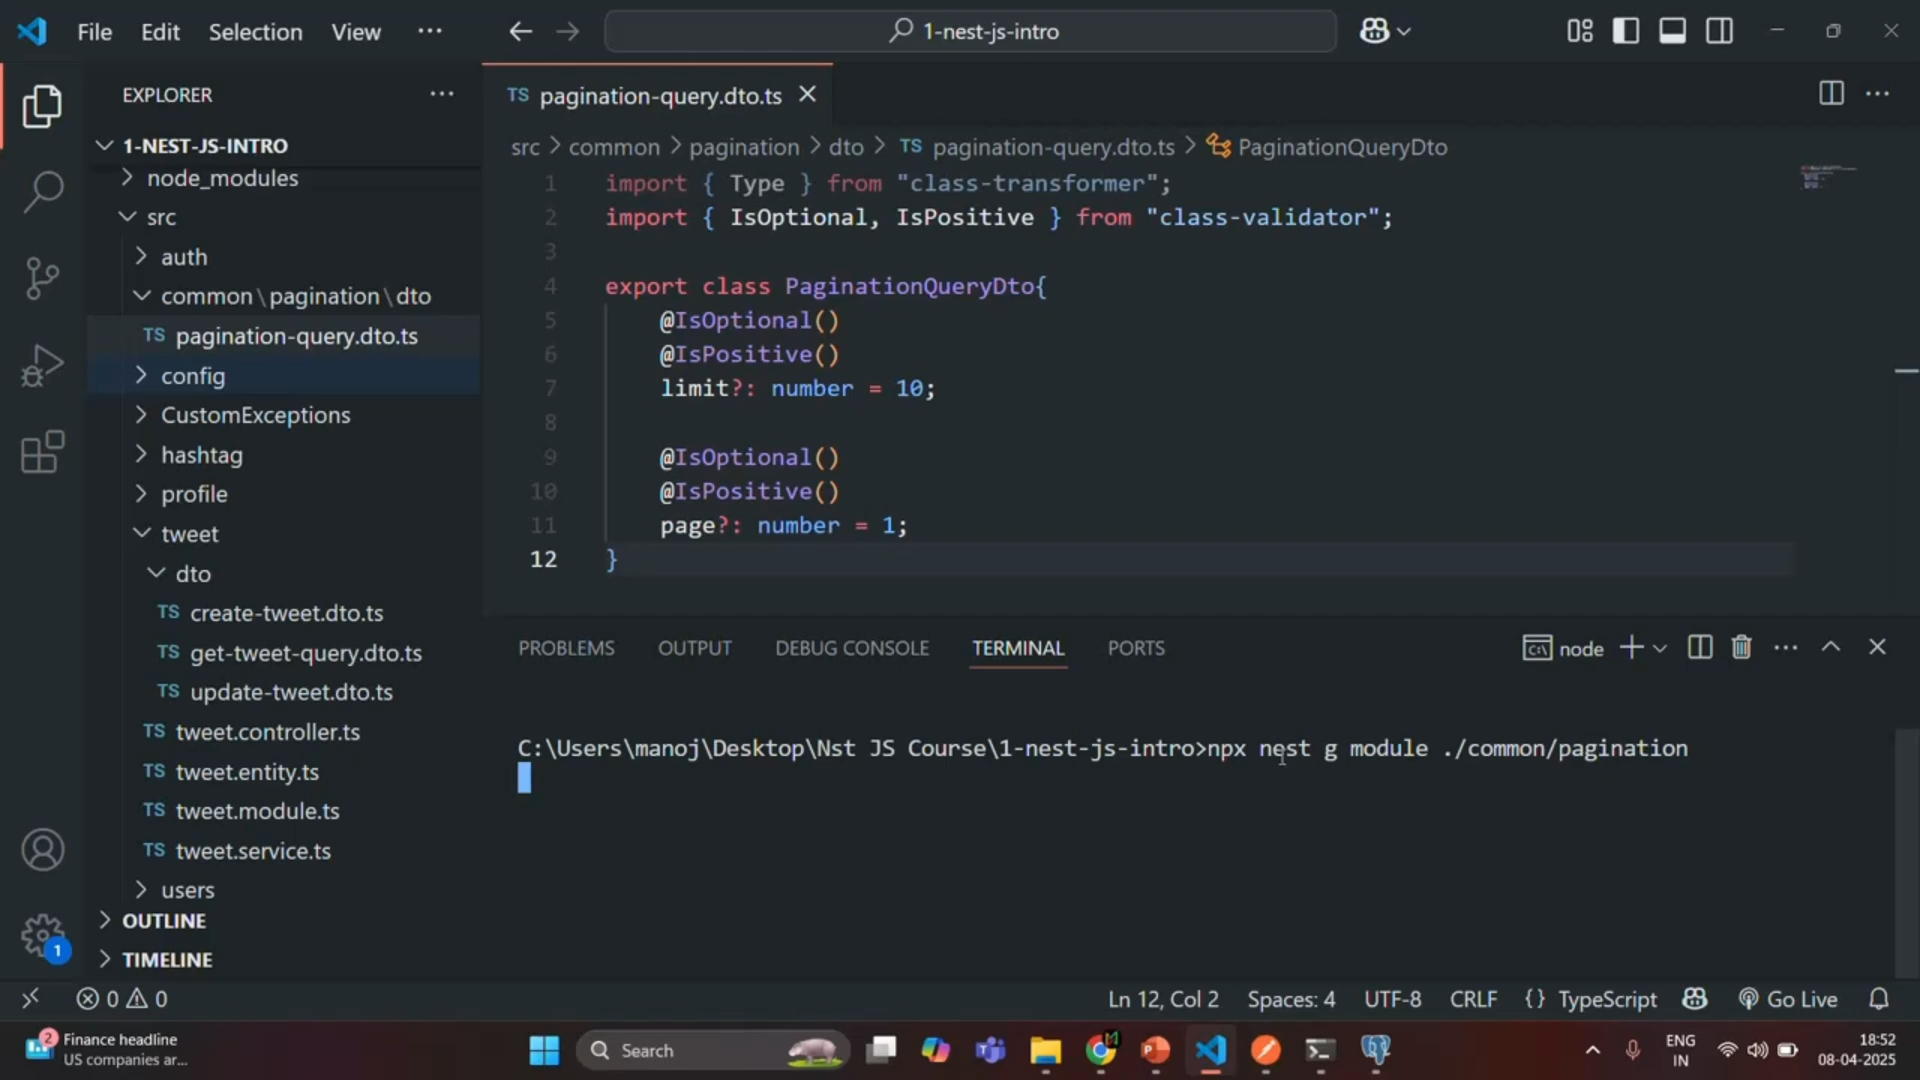 File Edit Selection View ... 1-nest-js-intro
EXPLORER ...
1-NEST-JS-INTRO
node_modules
src
auth
common\pagination\dto
TS pagination-query.dto.ts
config
CustomExceptions
hashtag
profile
tweet
dto
TS create-tweet.dto.ts
TS get-tweet-query.dto.ts
TS update-tweet.dto.ts
TS tweet.controller.ts
TS tweet.entity.ts
TS tweet.module.ts
TS tweet.service.ts
users
OUTLINE
TIMELINE
1
TS pagination-query.dto.ts
src > common > pagination > dto > TS pagination-query.dto.ts > PaginationQueryDto
1 import { Type } from "class-transformer";
2 import { IsOptional, IsPositive } from "class-validator";
3
4 export class PaginationQueryDto{
5 @IsOptional()
6 @IsPositive()
7 limit?: number = 10;
8
9 @IsOptional()
10 @IsPositive()
11 page?: number = 1;
12 }
PROBLEMS OUTPUT DEBUG CONSOLE TERMINAL PORTS node
C:\Users\manoj\Desktop\Nst JS Course\1-nest-js-intro>npx nest g module ./common/pagination
0 0 Ln 12, Col 2 Spaces: 4 UTF-8 CRLF {} TypeScript Go Live
2 Finance headline
US companies ar...
Search
ENG
IN
18:52
08-04-2025